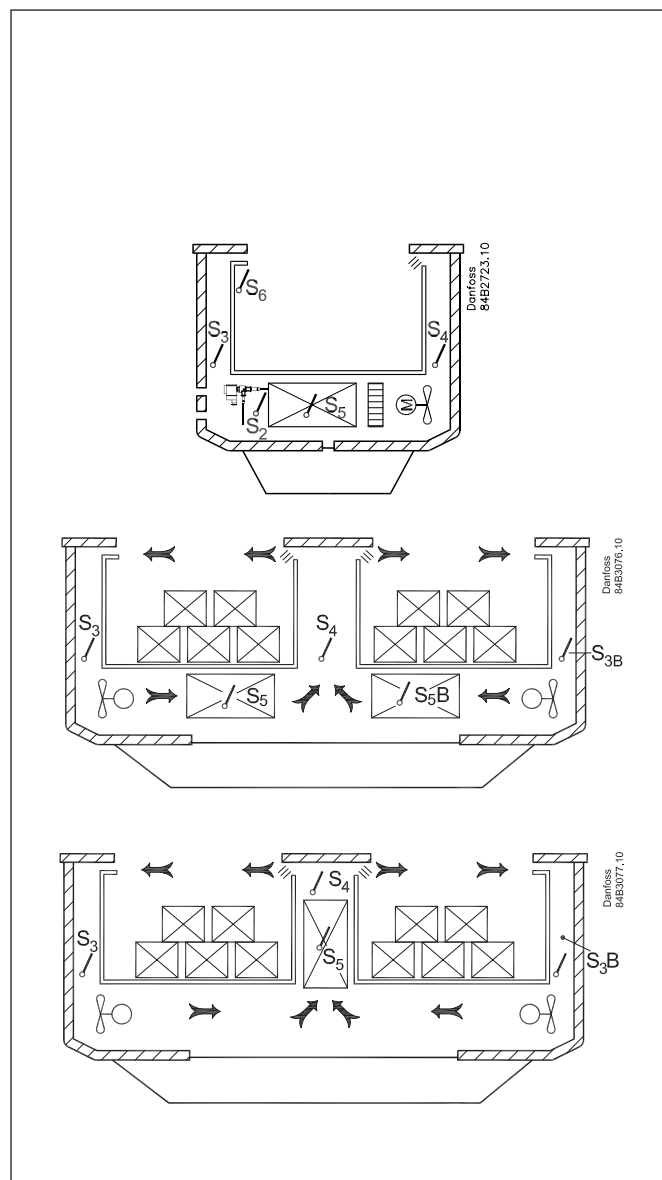 Danfoss
84B2723.10
S6
S3
S4
M
S5
S2
Danfoss
84B3076.10
S3
S4
S3B
S5
S5B
Danfoss
84B3077.10
S4
S3
S5
S3B